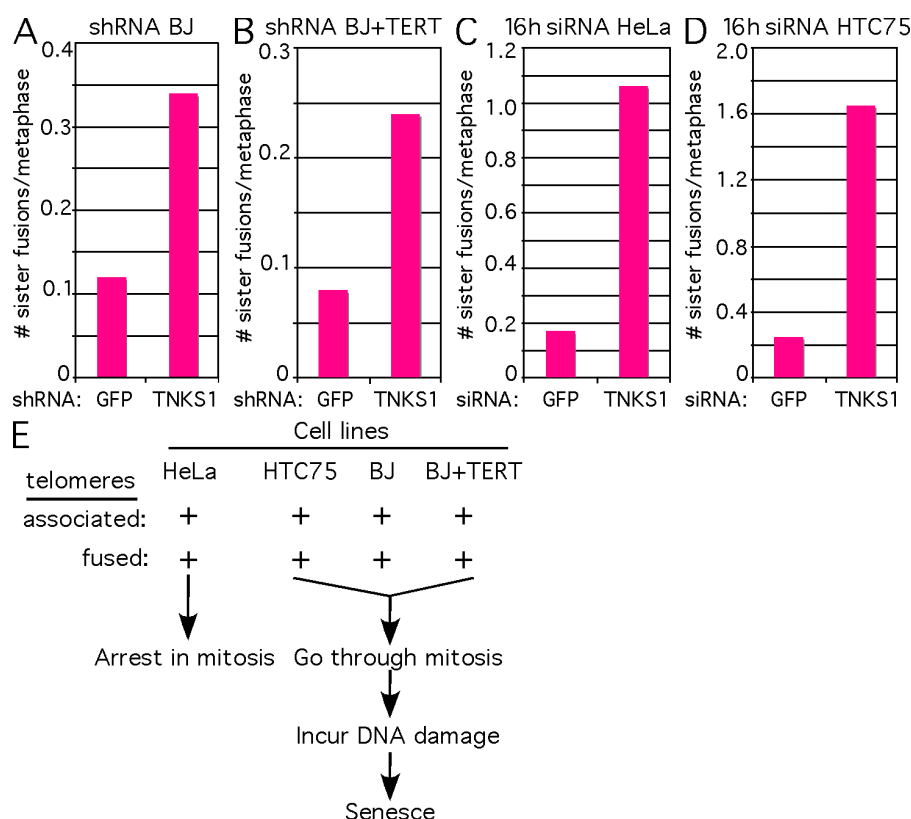 A shRNA BJ
# sister fusions/metaphase
0.4
0.3
0.2
0.1
0
shRNA: GFP TNKS1
B shRNA BJ+TERT
# sister fusions/metaphase
0.3
0.2
0.1
0
shRNA: GFP TNKS1
C 16h siRNA HeLa
# sister fusions/metaphase
1.2
1.0
0.8
0.6
0.4
0.2
0
siRNA: GFP TNKS1
D 16h siRNA HTC75
# sister fusions/metaphase
2.0
1.6
1.2
0.8
0.4
0
siRNA: GFP TNKS1
E
Cell lines
telomeres HeLa HTC75 BJ BJ+TERT
associated: + + + +
fused: + + + +
Arrest in mitosis Go through mitosis
Incur DNA damage
Senesce